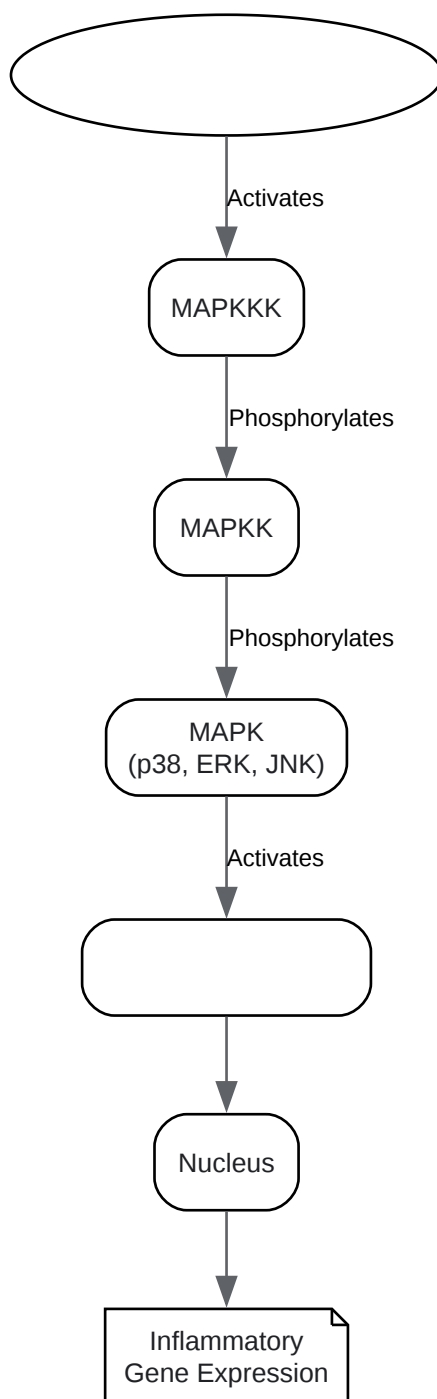 Activates
MAPKKK
Phosphorylates
MAPKK
Phosphorylates
MAPK
(p38, ERK, JNK)
Activates
Nucleus
Inflammatory
Gene Expression